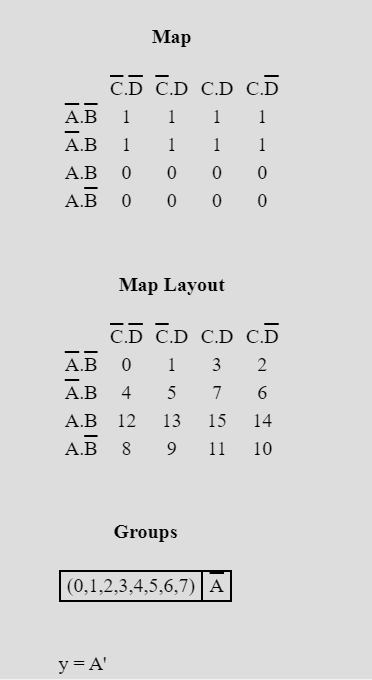 Map
C̅.D̅ C̅.D C.D C.D̅
A̅.B̅ 1 1 1 1
A̅.B 1 1 1 1
A.B 0 0 0 0
A.B̅ 0 0 0 0
Map Layout
C̅.D̅ C̅.D C.D C.D̅
A̅.B̅ 0 1 3 2
A̅.B 4 5 7 6
A.B 12 13 15 14
A.B̅ 8 9 11 10
Groups
(0,1,2,3,4,5,6,7) A̅
y = A'